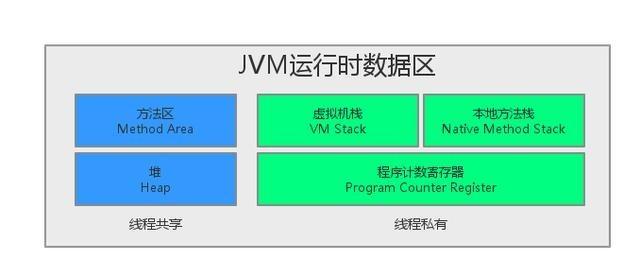 JVM运行时数据区
方法区
Method Area
虚拟机栈
VM Stack
本地方法栈
Native Method Stack
堆
Heap
程序计数寄存器
Program Counter Register
线程共享
线程私有